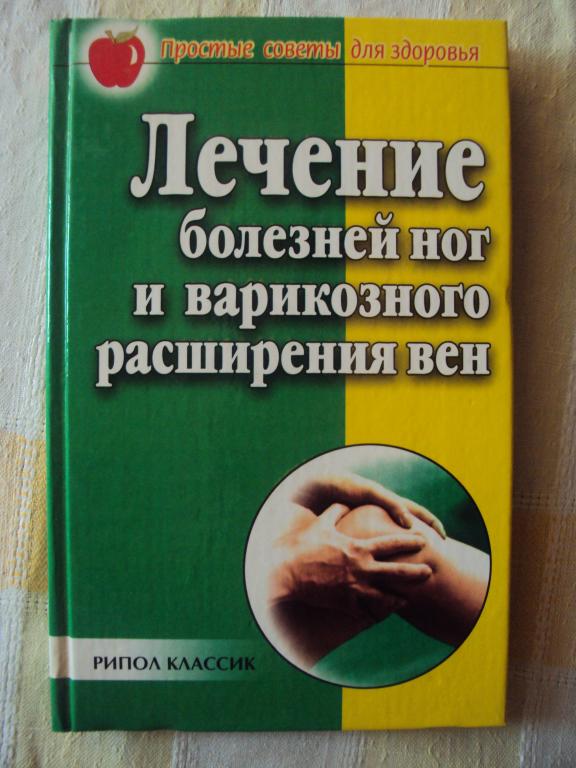 Простые советы для здоровья
Лечение
болезней ног
и варикозного
расширения вен
РИПОЛ КЛАССИК